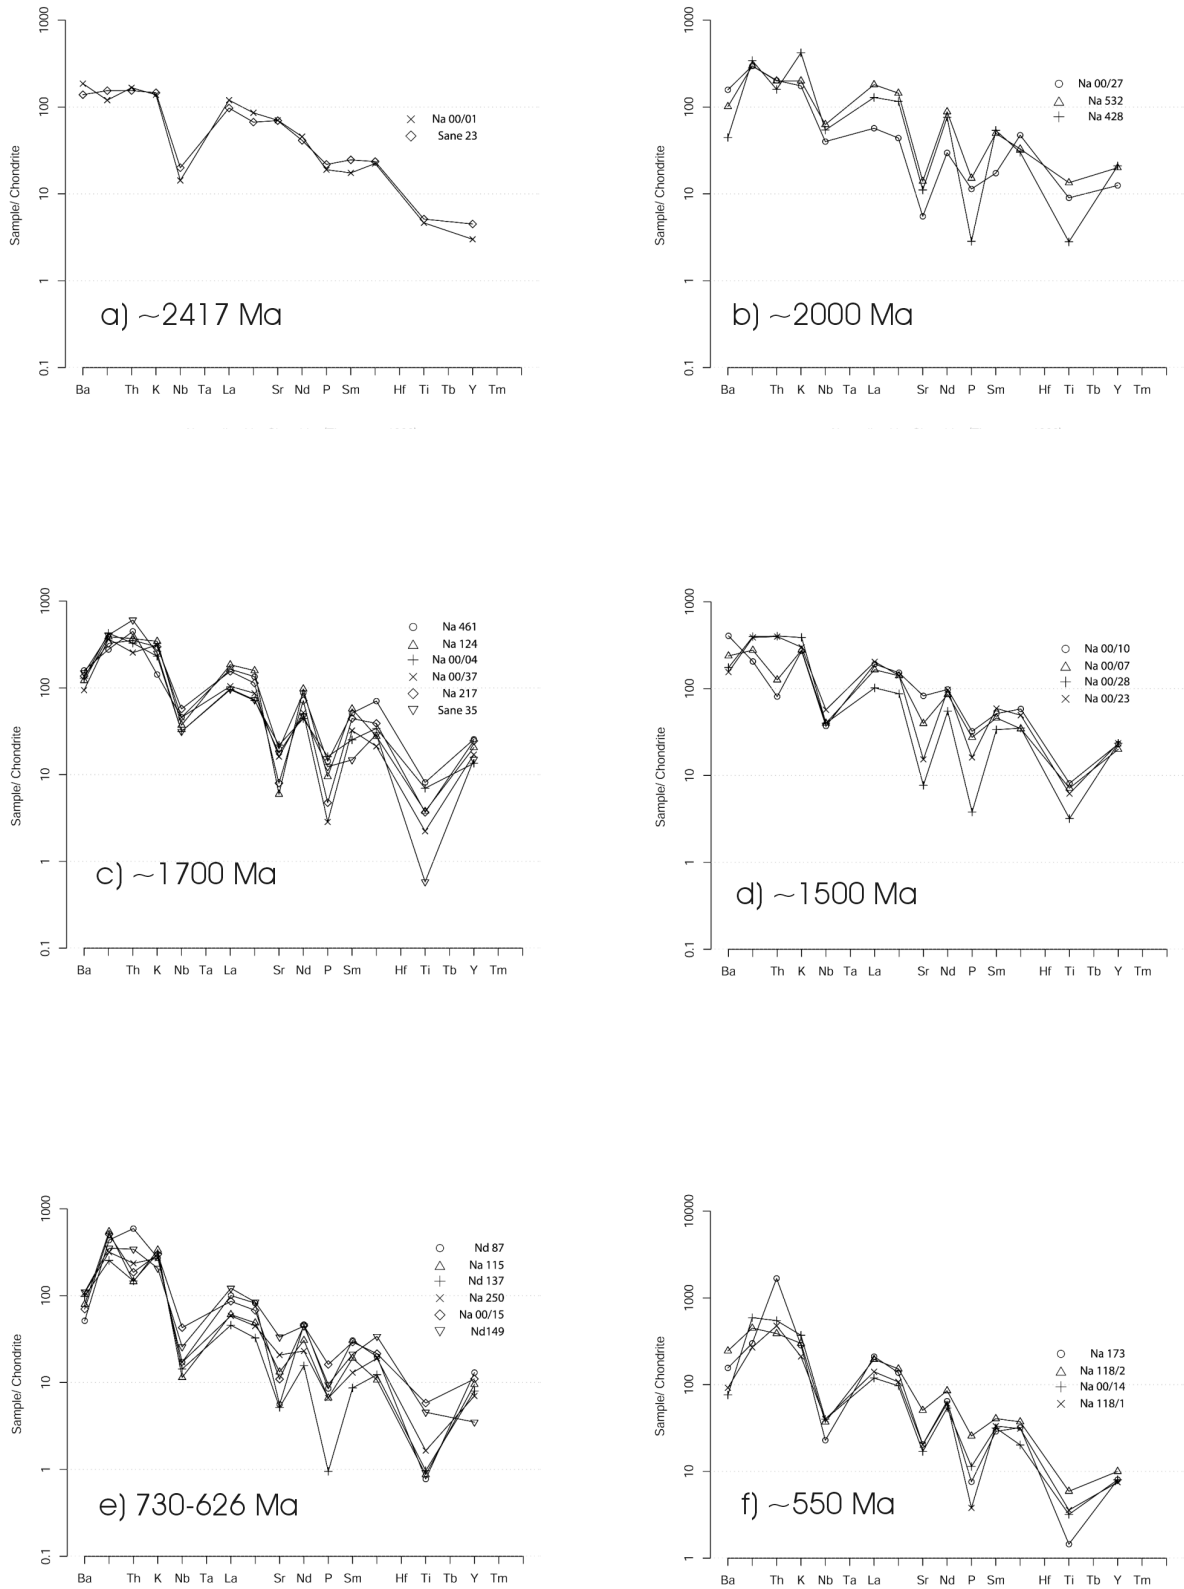 1000
100
10
1
0.1
Sample/ Chondrite
Na 00/01
Sane 23
a) ~2417 Ma
Ba Th K Nb Ta La Sr Nd P Sm Hf Ti Tb Y Tm
1000
100
10
1
0.1
Sample/ Chondrite
Na 00/27
Na 532
Na 428
b) ~2000 Ma
Ba Th K Nb Ta La Sr Nd P Sm Hf Ti Tb Y Tm
1000
100
10
1
0.1
Sample/ Chondrite
Na 461
Na 124
Na 00/04
Na 00/37
Na 217
Sane 35
c) ~1700 Ma
Ba Th K Nb Ta La Sr Nd P Sm Hf Ti Tb Y Tm
1000
100
10
1
0.1
Sample/ Chondrite
Na 00/10
Na 00/07
Na 00/28
Na 00/23
d) ~1500 Ma
Ba Th K Nb Ta La Sr Nd P Sm Hf Ti Tb Y Tm
1000
100
10
1
0.1
Sample/ Chondrite
Nd 87
Na 115
Nd 137
Na 250
Na 00/15
Nd149
e) 730-626 Ma
Ba Th K Nb Ta La Sr Nd P Sm Hf Ti Tb Y Tm
10000
1000
100
10
1
Sample/ Chondrite
Na 173
Na 118/2
Na 00/14
Na 118/1
f) ~550 Ma
Ba Th K Nb Ta La Sr Nd P Sm Hf Ti Tb Y Tm